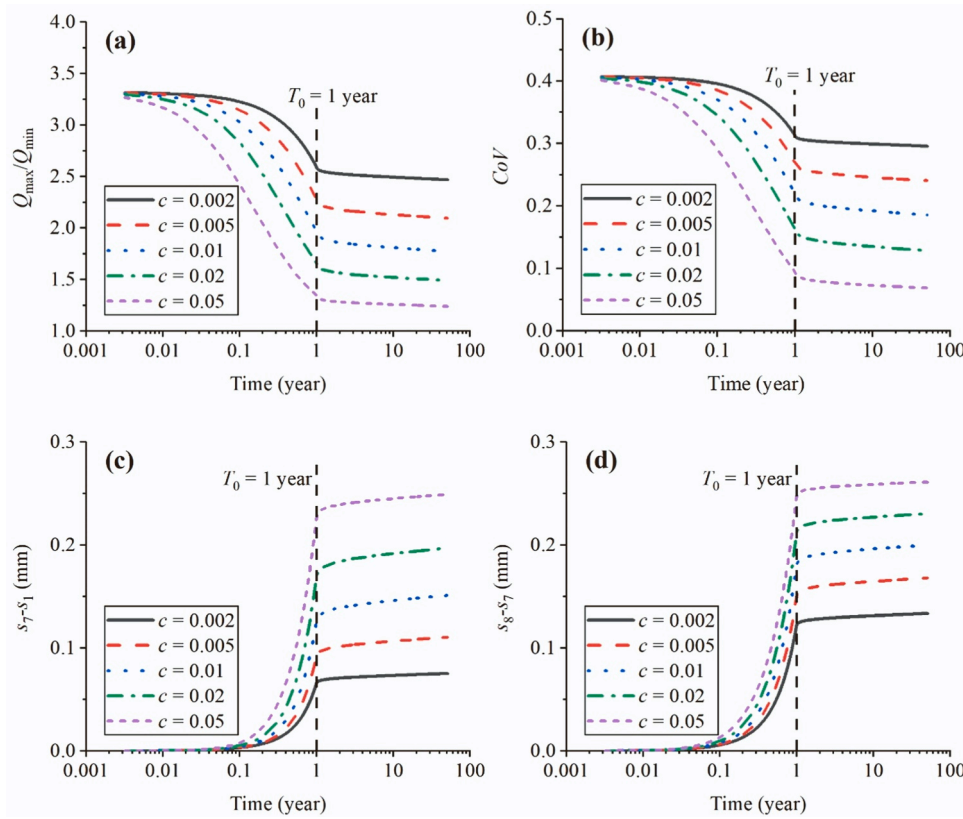 (a)
4.0
3.5
3.0
2.5
2.0
1.5
1.0
Qmax/Qmin
T0 = 1 year
c = 0.002
c = 0.005
c = 0.01
c = 0.02
c = 0.05
0.001 0.01 0.1 1 10 100
Time (year)
(b)
0.5
0.4
0.3
0.2
0.1
0.0
CoV
T0 = 1 year
c = 0.002
c = 0.005
c = 0.01
c = 0.02
c = 0.05
0.001 0.01 0.1 1 10 100
Time (year)
(c)
0.3
0.2
0.1
0.0
s7-s1 (mm)
T0 = 1 year
c = 0.002
c = 0.005
c = 0.01
c = 0.02
c = 0.05
0.001 0.01 0.1 1 10 100
Time (year)
(d)
0.3
0.2
0.1
0.0
s8-s7 (mm)
T0 = 1 year
c = 0.002
c = 0.005
c = 0.01
c = 0.02
c = 0.05
0.001 0.01 0.1 1 10 100
Time (year)